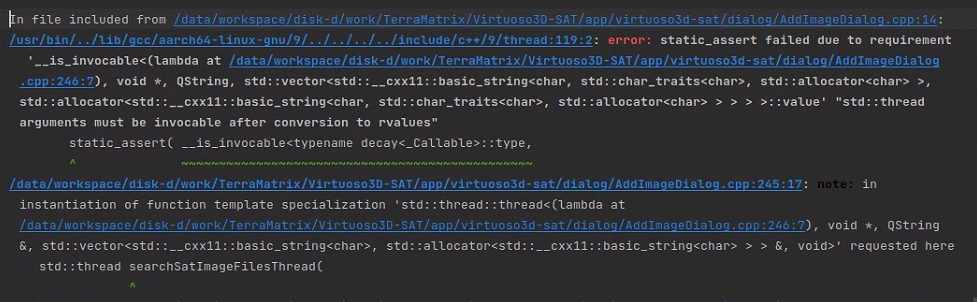 In file included from /data/workspace/disk-d/work/TerraMatrix/Virtuoso3D-SAT/app/virtuoso3d-sat/dialog/AddImageDialog.cpp:14:
/usr/bin/../lib/gcc/aarch64-linux-gnu/9/../../../../include/c++/9/thread:119:2: error: static_assert failed due to requirement
'__is_invocable<(lambda at /data/workspace/disk-d/work/TerraMatrix/Virtuoso3D-SAT/app/virtuoso3d-sat/dialog/AddImageDialog
.cpp:246:7), void *, QString, std::vector<std::__cxx11::basic_string<char, std::char_traits<char>, std::allocator<char> >,
std::allocator<std::__cxx11::basic_string<char, std::char_traits<char>, std::allocator<char> > > > >::value' "std::thread
arguments must be invocable after conversion to rvalues"
static_assert( __is_invocable<typename decay<_Callable>::type,
^ ~~~~~~~~~~~~~~~~~~~~~~~~~~~~~~~~~~~~~~~~~~~~~~~
/data/workspace/disk-d/work/TerraMatrix/Virtuoso3D-SAT/app/virtuoso3d-sat/dialog/AddImageDialog.cpp:245:17: note: in
instantiation of function template specialization 'std::thread::thread<(lambda at
/data/workspace/disk-d/work/TerraMatrix/Virtuoso3D-SAT/app/virtuoso3d-sat/dialog/AddImageDialog.cpp:246:7), void *, QString
&, std::vector<std::__cxx11::basic_string<char>, std::allocator<std::__cxx11::basic_string<char> > > &, void>' requested here
std::thread searchSatImageFilesThread(
^